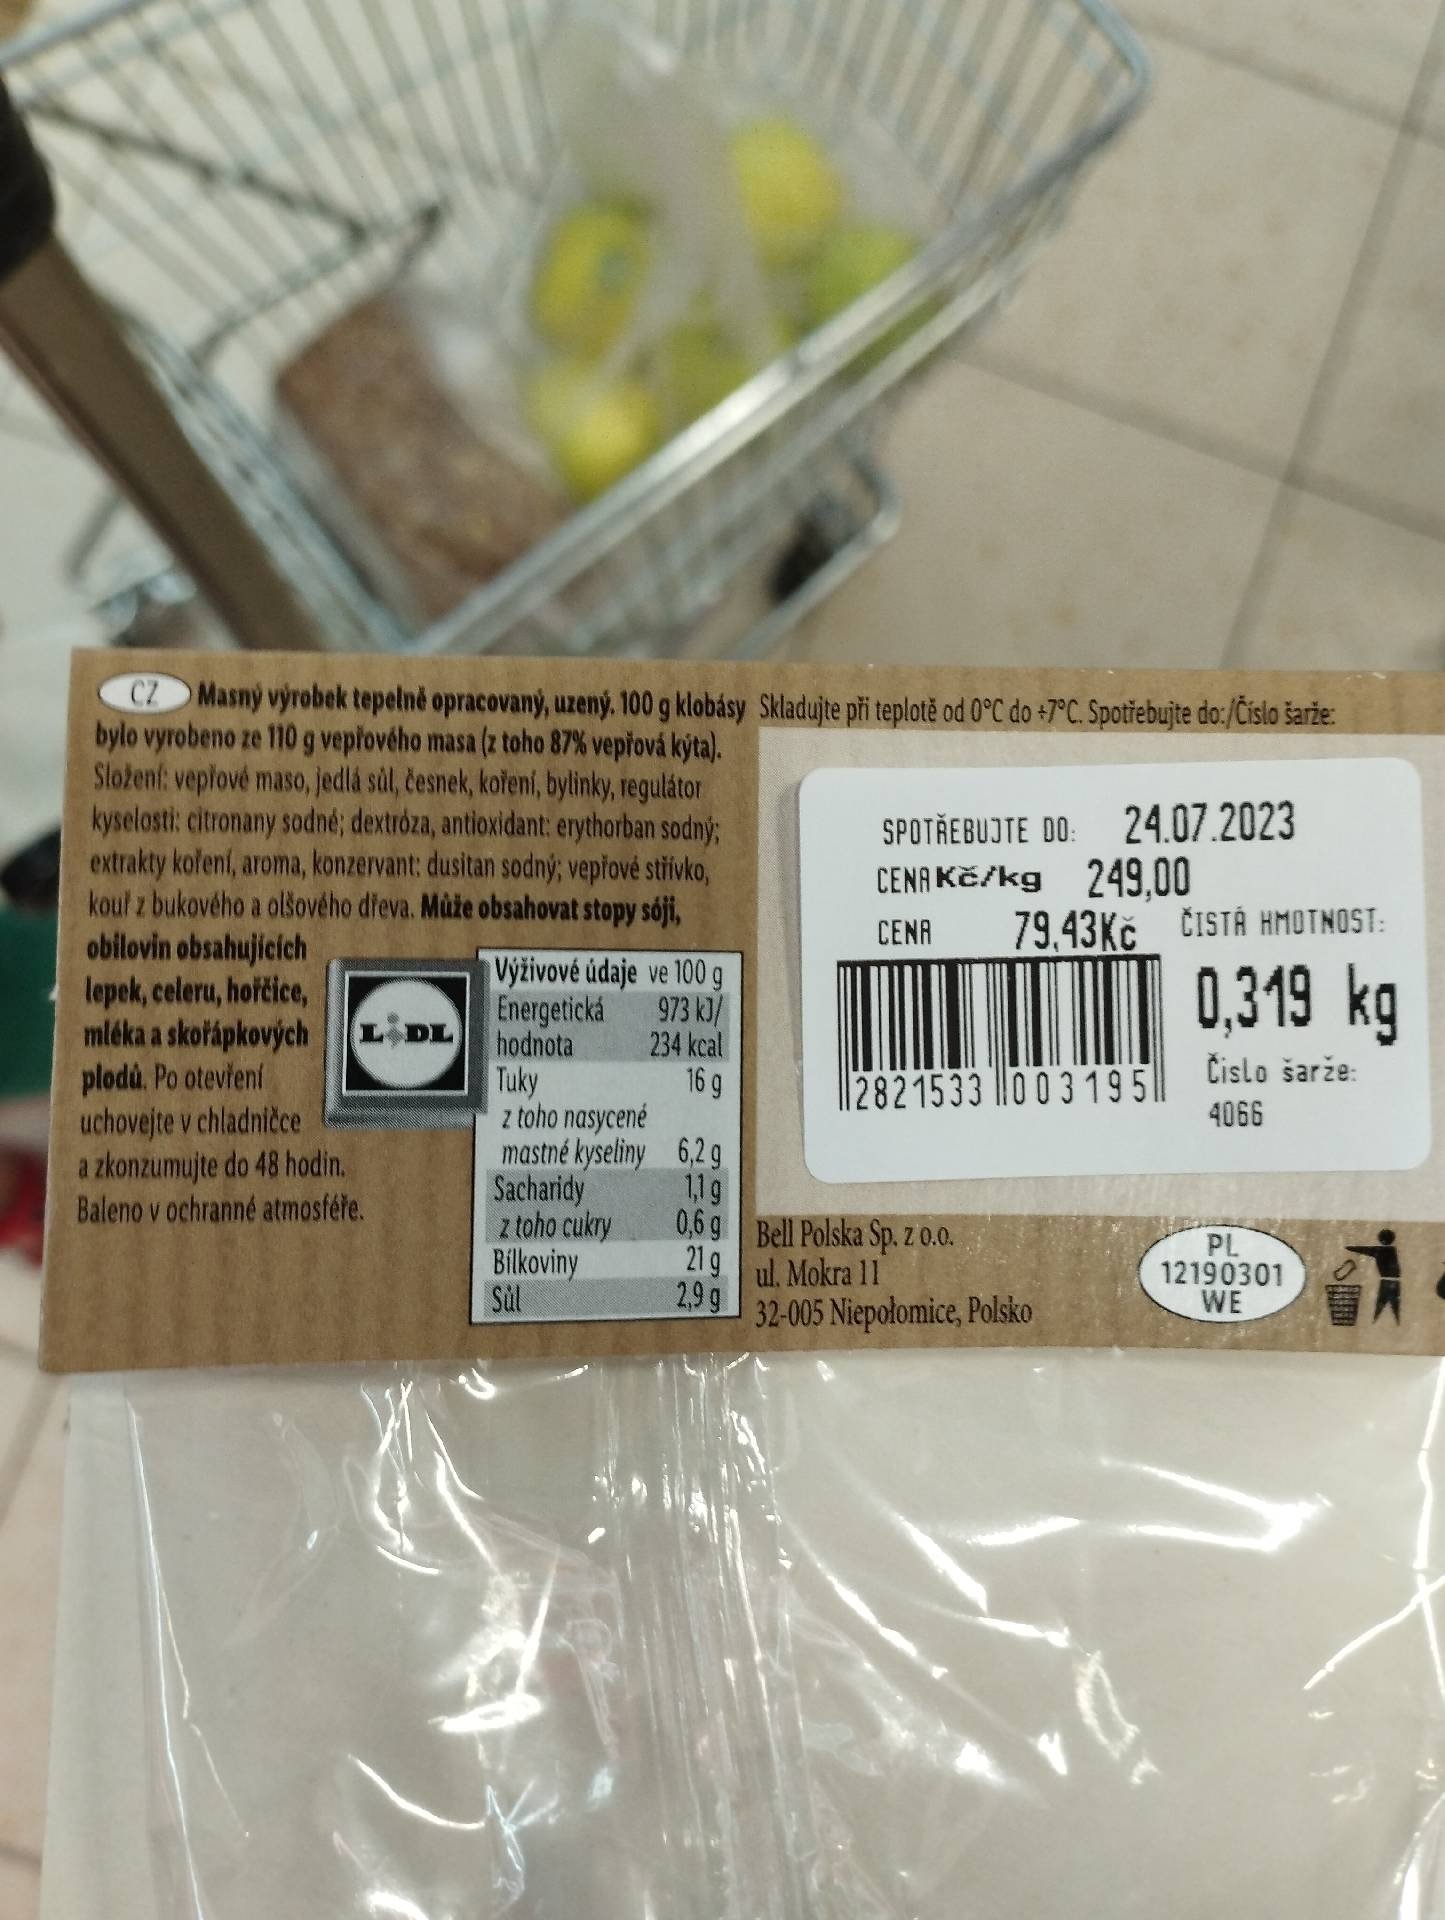 CZ Masný výrobek tepelně opracovaný, uzený. 100 g klobásy
bylo vyrobeno ze 110 g vepřového masa (z toho 87% vepřová kýta).
Složení: vepřové maso, jedlá sůl, česnek, koření, bylinky, regulátor
kyselosti: citronany sodné; dextróza, antioxidant: erythorban sodný;
extrakty koření, aroma, konzervant: dusitan sodný; vepřové střívko,
kouř z bukového a olšového dřeva. Může obsahovat stopy sóji,
obilovin obsahujících
lepek, celeru, hořčice,
mléka a skořápkových
plodů. Po otevření
uchovejte v chladničce
a zkonzumujte do 48 hodin.
Baleno v ochranné atmosféře.
LIDL
Výživové údaje ve 100 g
Energetická 973 kJ/
hodnota 234 kcal
Tuky 16 g
z toho nasycené
mastné kyseliny 6,2 g
Sacharidy 1,1 g
z toho cukry 0,6 g
Bílkoviny 21 g
Sůl 2,9 g
Skladujte při teplotě od 0°C do +7°C. Spotřebujte do:/Číslo šarže:
SPOTŘEBUJTE DO: 24.07.2023
CENA Kč/kg 249,00
CENA 79,43Kč
ČISTÁ HMOTNOST:
0,319 kg
2821533 003195
Číslo šarže:
4066
Bell Polska Sp. z o.o.
ul. Mokra 11
32-005 Niepołomice, Polsko
PL
12190301
WE